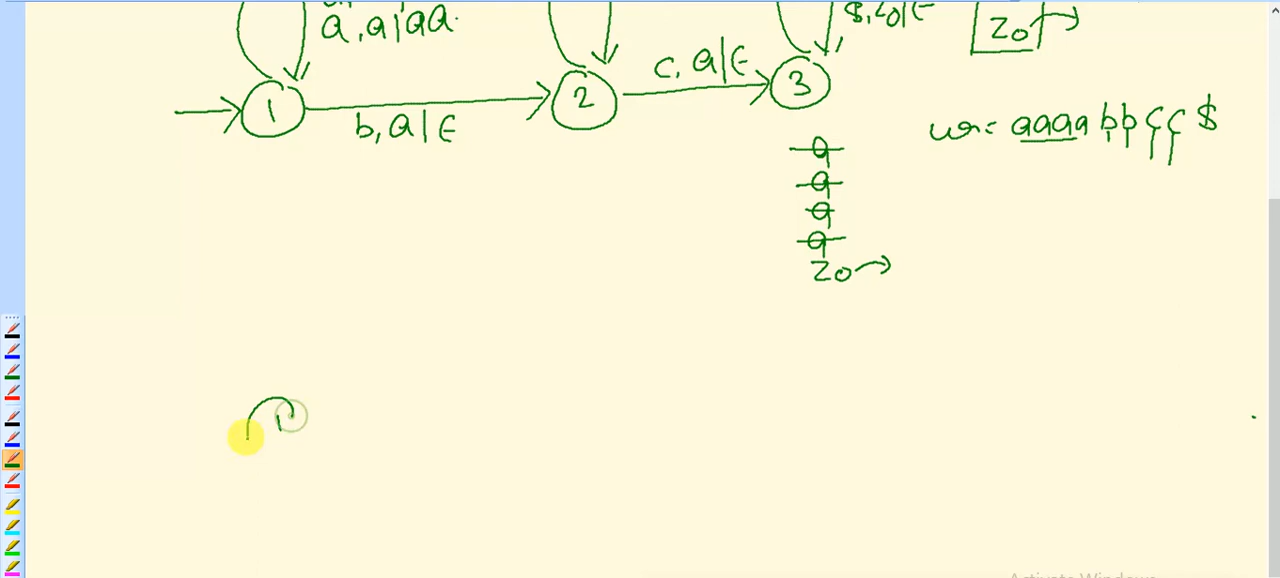 a, a|aa
$, z0|ε
z0
1
b, a|ε
2
c, a|ε
3
w = aaaabbcc$
a
a
a
a
z0
1